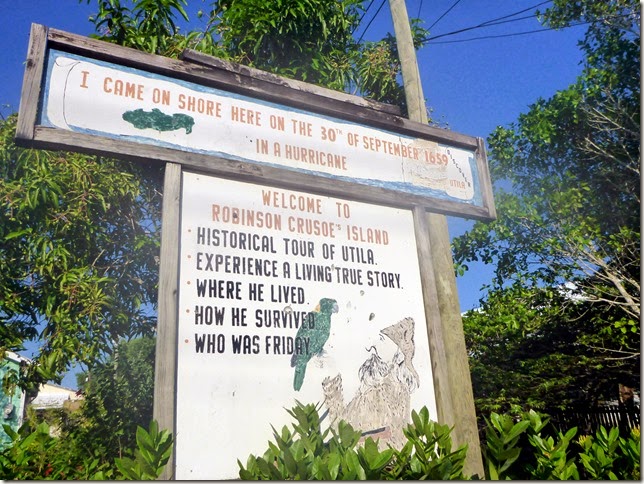 I CAME ON SHORE HERE ON THE 30TH OF SEPTEMBER 1659
IN A HURRICANE
UTILA
WELCOME TO
ROBINSON CRUSOE'S ISLAND
· HISTORICAL TOUR OF UTILA.
· EXPERIENCE A LIVING TRUE STORY.
· WHERE HE LIVED.
· HOW HE SURVIVED
· WHO WAS FRIDAY